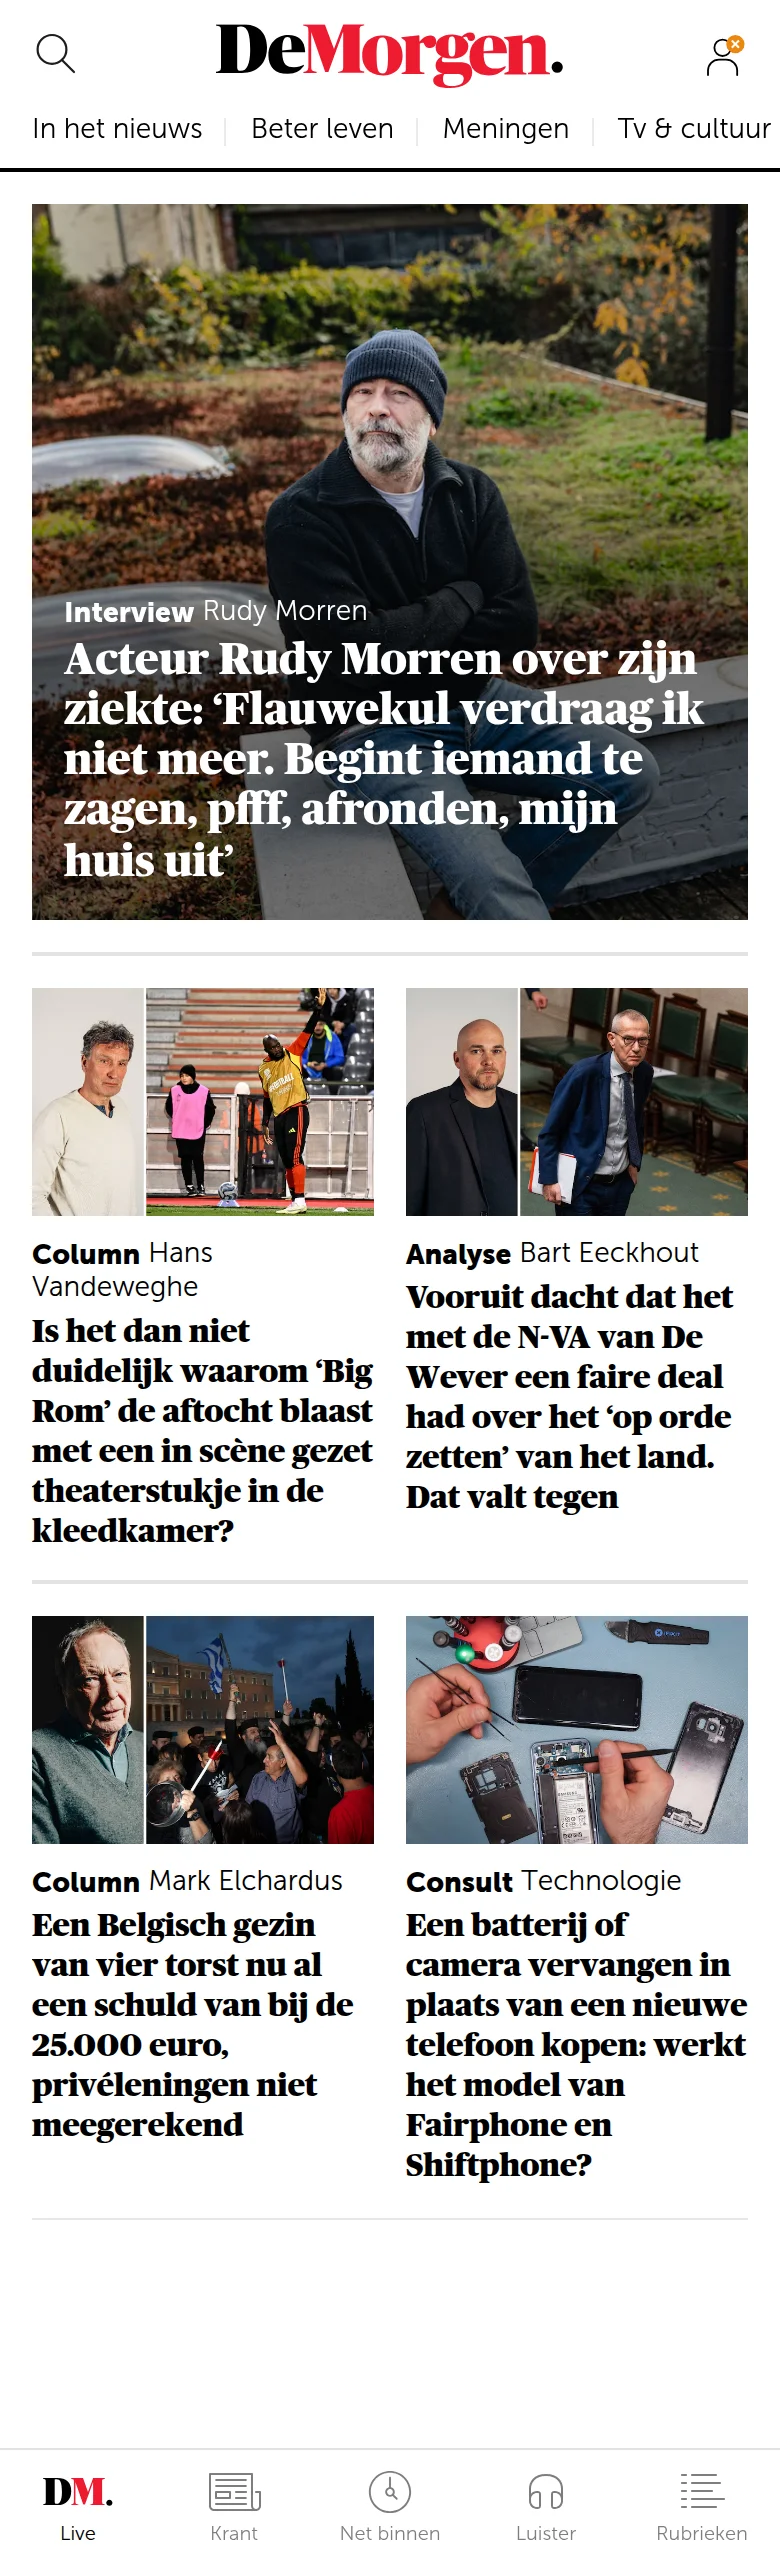 DeMorgen.
In het nieuws
Beter leven
Meningen
Tv & cultuur
Interview Rudy Morren
Acteur Rudy Morren over zijn
ziekte: ‘Flauwekul verdraag ik
niet meer. Begint iemand te
zagen, pfff, afronden, mijn
huis uit’
Column Hans
Vandeweghe
Is het dan niet
duidelijk waarom ‘Big
Rom’ de aftocht blaast
met een in scène gezet
theaterstukje in de
kleedkamer?
Analyse Bart Eeckhout
Vooruit dacht dat het
met de N-VA van De
Wever een faire deal
had over het ‘op orde
zetten’ van het land.
Dat valt tegen
Column Mark Elchardus
Een Belgisch gezin
van vier torst nu al
een schuld van bij de
25.000 euro,
privéleningen niet
meegerekend
Consult Technologie
Een batterij of
camera vervangen in
plaats van een nieuwe
telefoon kopen: werkt
het model van
Fairphone en
Shiftphone?
DM.
Live
Krant
Net binnen
Luister
Rubrieken